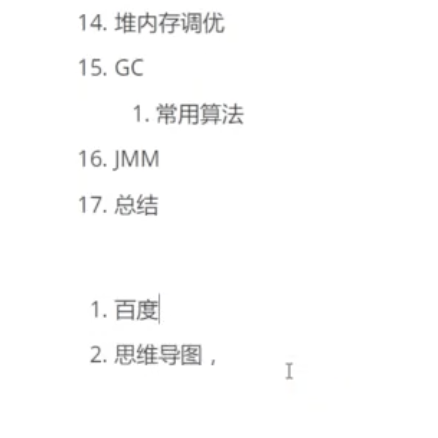 14. 堆内存调优
15. GC
1. 常用算法
16. JMM
17. 总结
1. 百度
2. 思维导图，